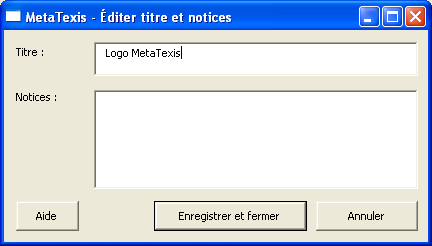 MetaTexis - Éditer titre et notices
Titre : Logo MetaTexis
Notices :
Aide Enregistrer et fermer Annuler